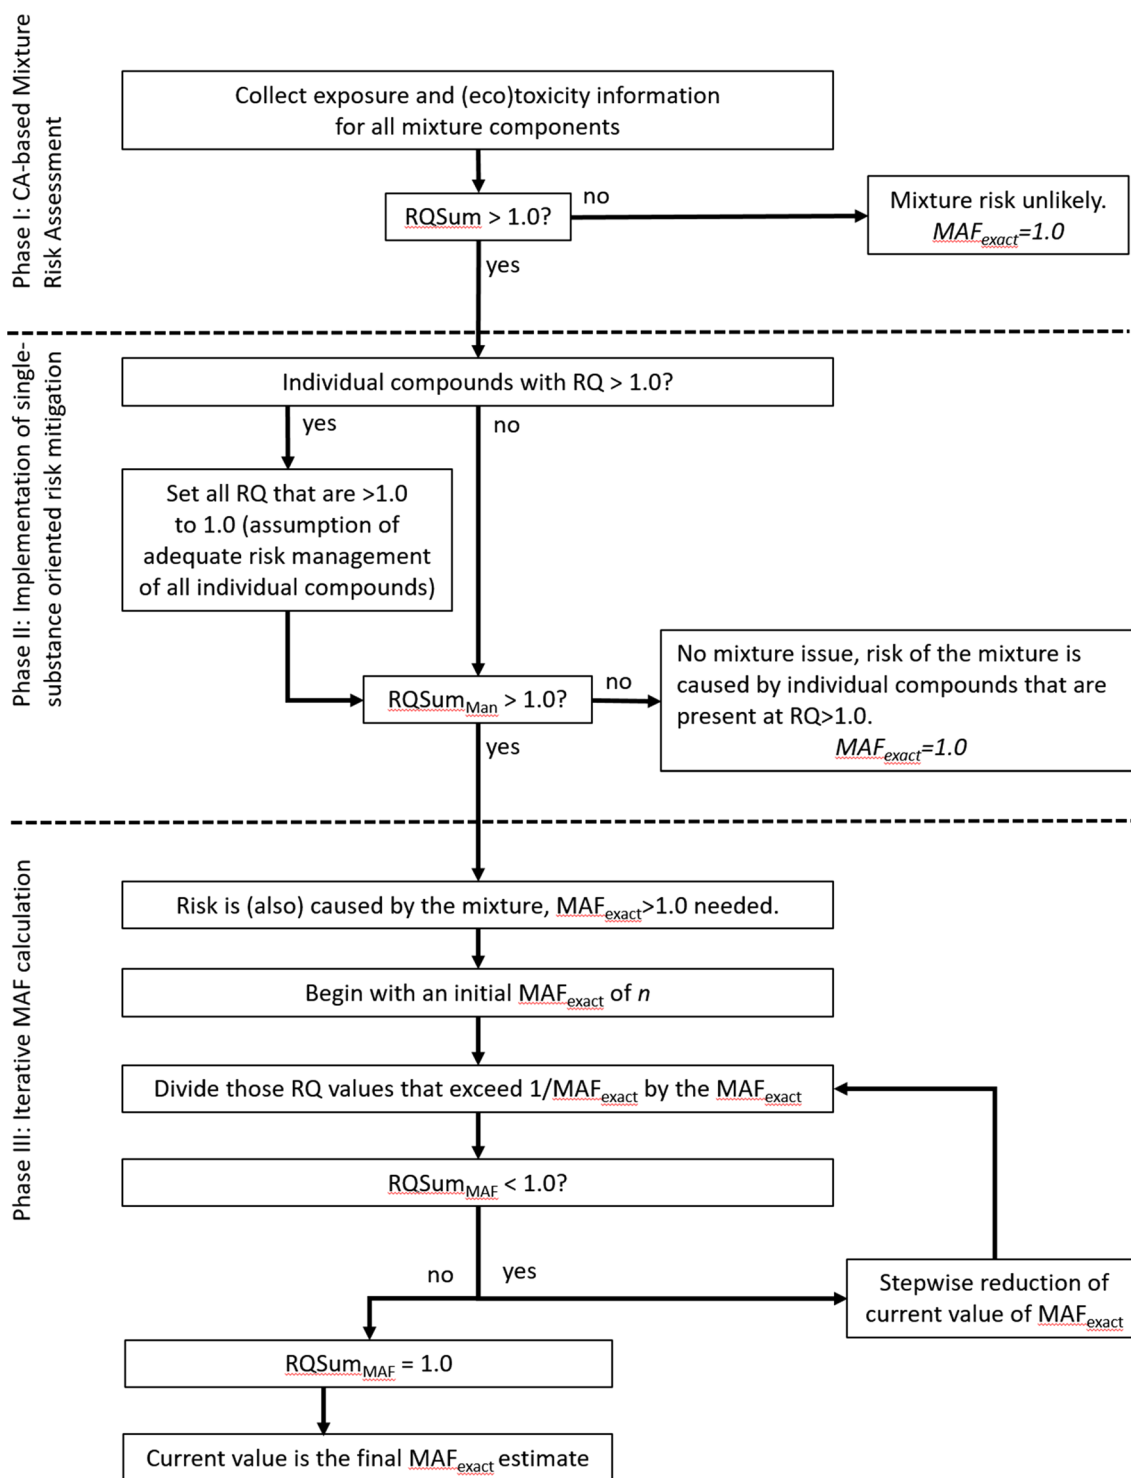 Phase I: CA-based Mixture
Risk Assessment
Collect exposure and (eco)toxicity information
for all mixture components
RQSum > 1.0?
no
Mixture risk unlikely.
MAFexact=1.0
yes
Phase II: Implementation of single-
substance oriented risk mitigation
Individual compounds with RQ > 1.0?
yes
no
Set all RQ that are >1.0
to 1.0 (assumption of
adequate risk management
of all individual compounds)
RQSumMan > 1.0?
no
No mixture issue, risk of the mixture is
caused by individual compounds that are
present at RQ>1.0.
MAFexact=1.0
yes
Phase III: Iterative MAF calculation
Risk is (also) caused by the mixture, MAFexact>1.0 needed.
Begin with an initial MAFexact of n
Divide those RQ values that exceed 1/MAFexact by the MAFexact
RQSumMAF < 1.0?
no
yes
Stepwise reduction of
current value of MAFexact
RQSumMAF = 1.0
Current value is the final MAFexact estimate